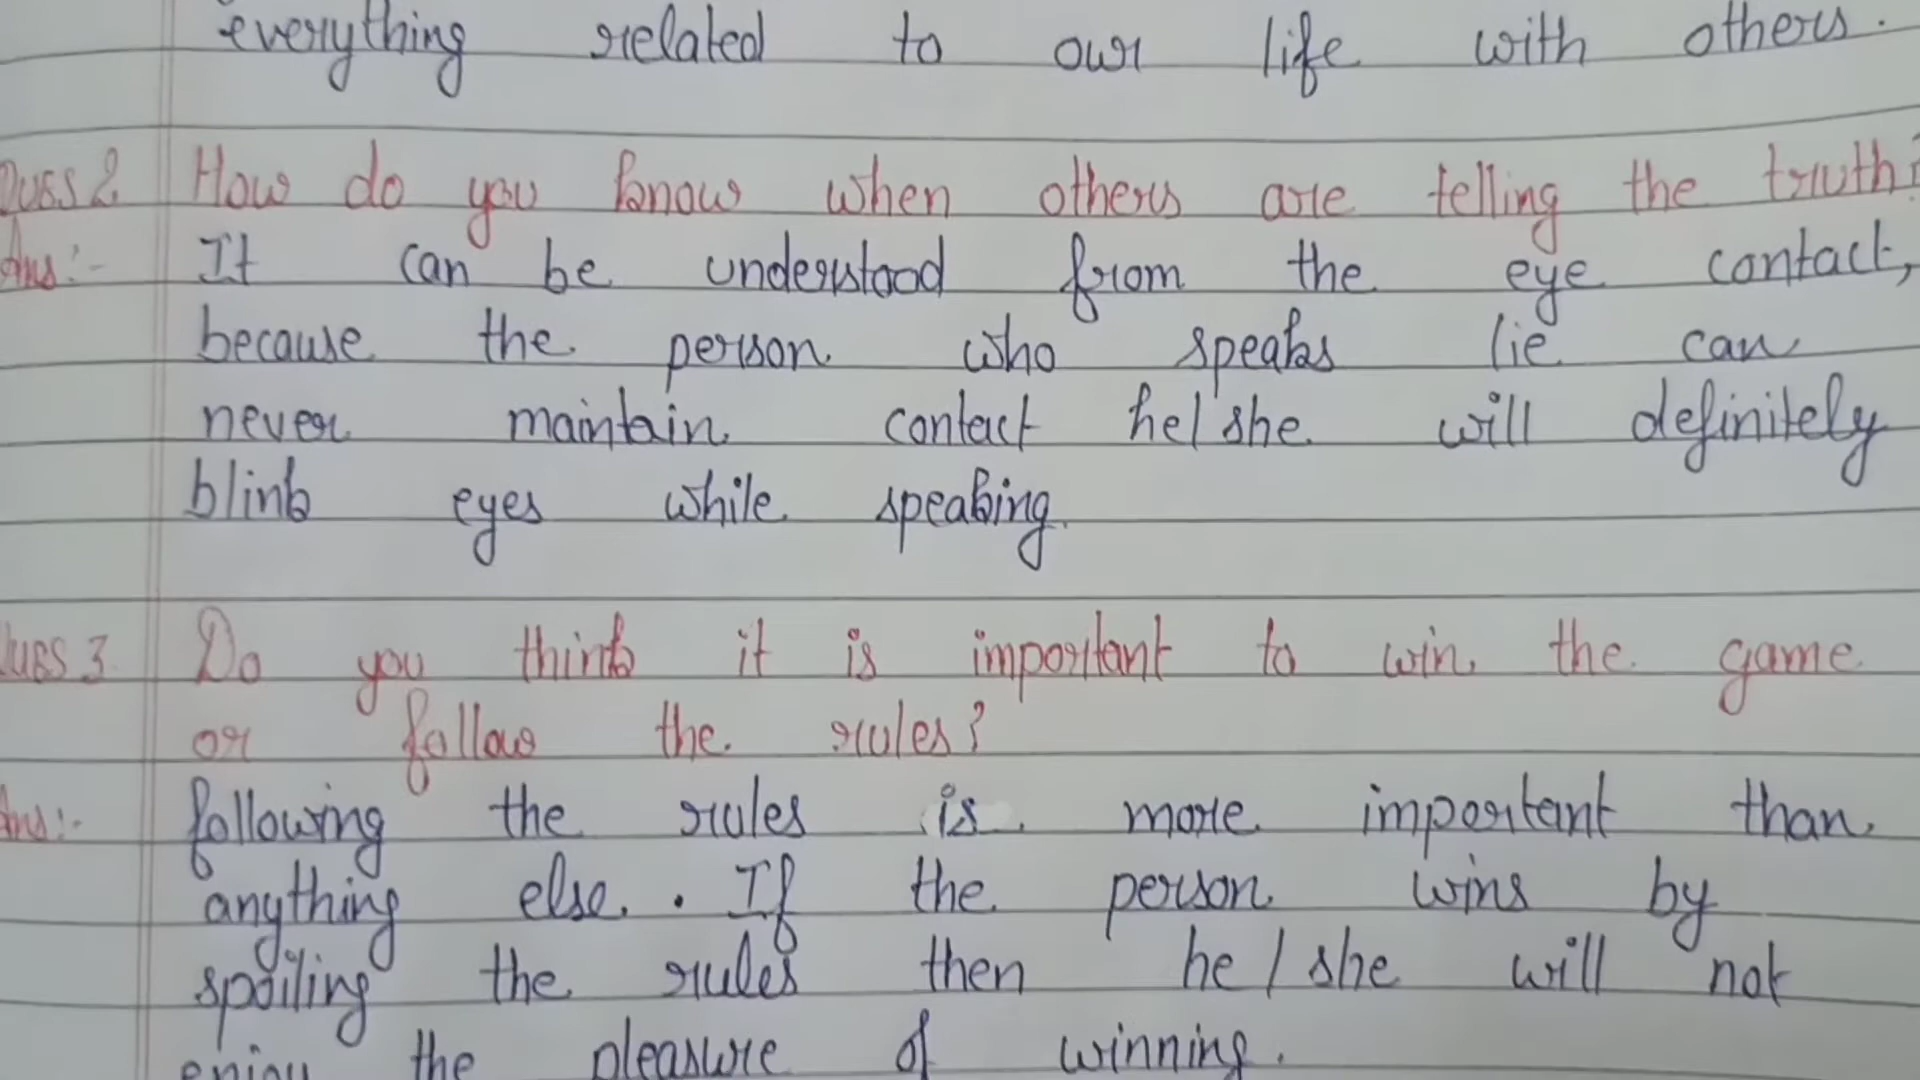 everything related to our life with others.
Ques 2 How do you know when others are telling the truth?
Ans:- It can be understood from the eye contact,
because the person who speaks lie can
never maintain contact he/she will definitely
blink eyes while speaking.
Ques 3 Do you think it is important to win the game
or follow the rules?
Ans:- following the rules is more important than
anything else. If the person wins by
spoiling the rules then he/she will not
enjoy the pleasure of winning.